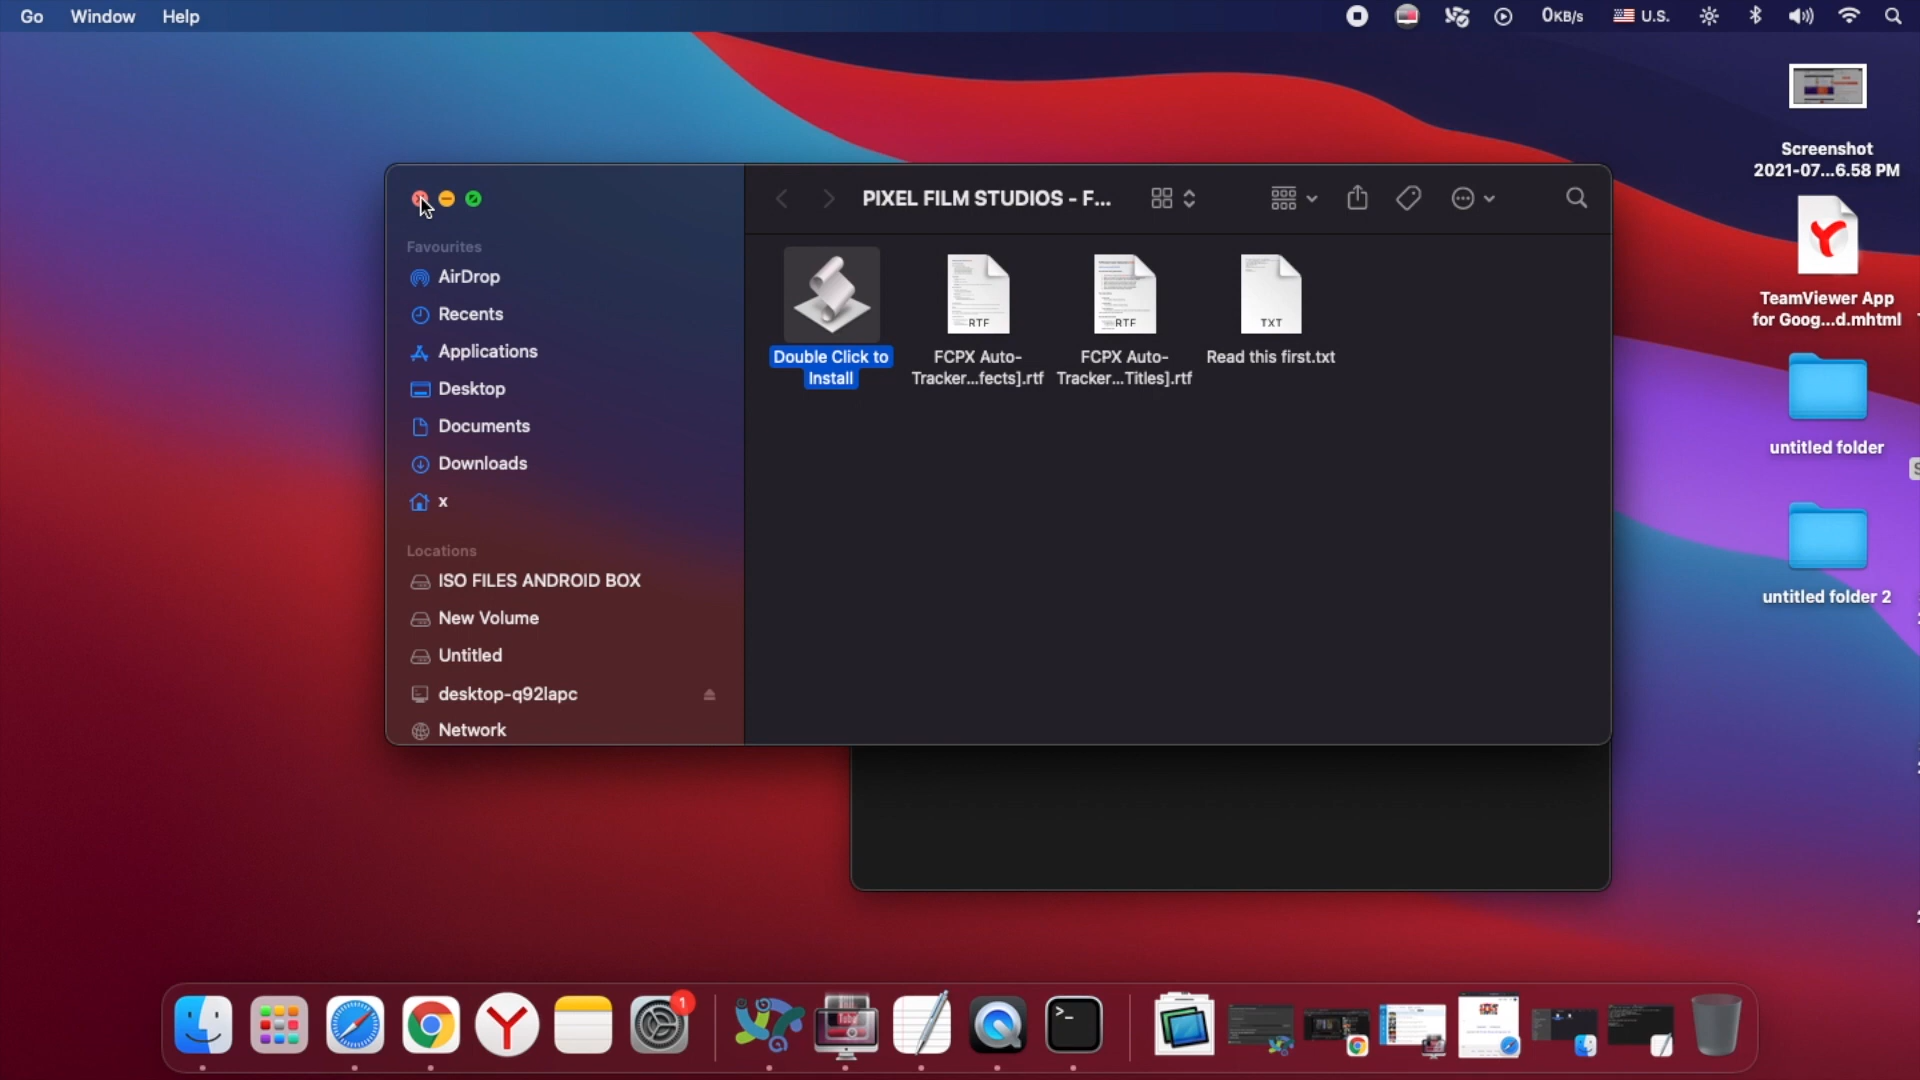 Go Window Help
0KB/s U.S.
Screenshot
2021-07...6.58 PM
TeamViewer App
for Goog...d.mhtml
untitled folder
untitled folder 2
PIXEL FILM STUDIOS - F...
Favourites
AirDrop
Recents
Applications
Desktop
Documents
Downloads
x
Locations
ISO FILES ANDROID BOX
New Volume
Untitled
desktop-q92lapc
Network
RTF
RTF
TXT
Double Click to
Install
FCPX Auto-
Tracker...fects].rtf
FCPX Auto-
Tracker...Titles].rtf
Read this first.txt
1